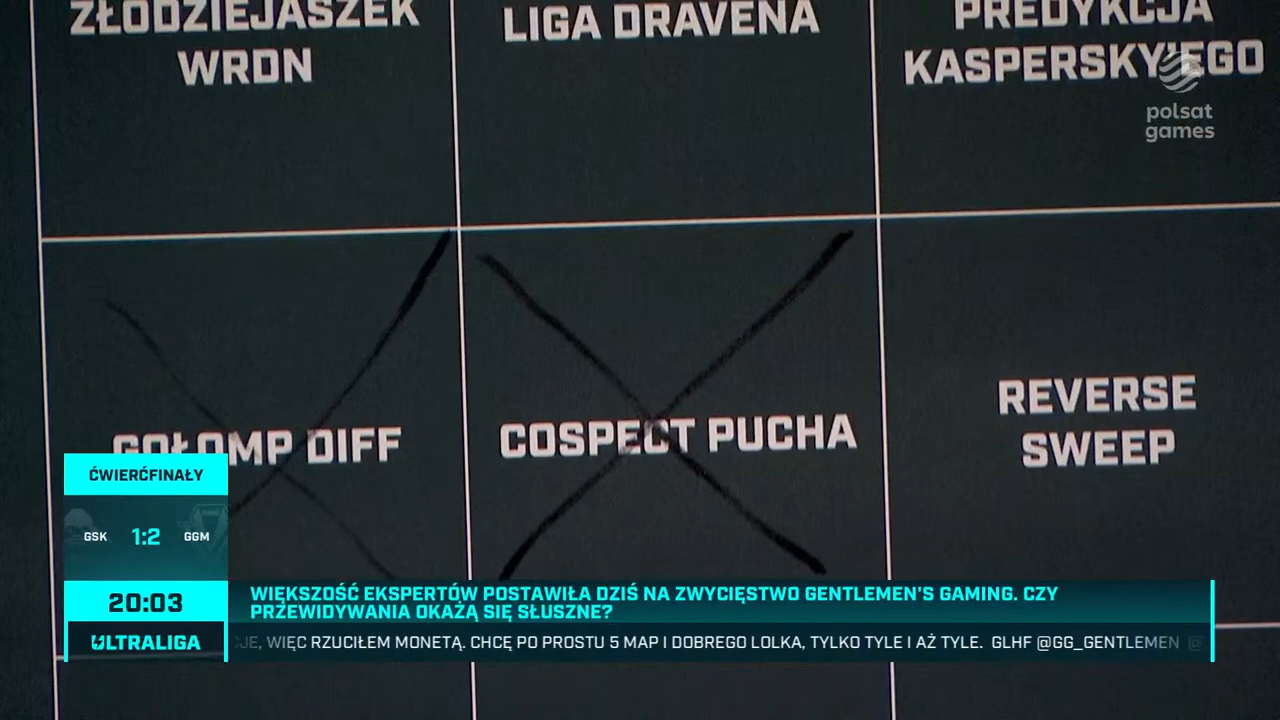 ZŁODZIEJASZEK
WRDN
LIGA DRAVENA
PREDYKCJA
KASPERSKY'EGO
polsat
games
GOŁOMP DIFF
COSPECT PUCHA
REVERSE
SWEEP
ĆWIERĆFINAŁY
GSK 1:2 GGM
20:03
ULTRALIGA
WIĘKSZOŚĆ EKSPERTÓW POSTAWIŁA DZIŚ NA ZWYCIĘSTWO GENTLEMEN'S GAMING. CZY
PRZEWIDYWANIA OKAŻĄ SIĘ SŁUSZNE?
CJE, WIĘC RZUCIŁEM MONETĄ. CHCĘ PO PROSTU 5 MAP I DOBREGO LOLKA, TYLKO TYLE I AŻ TYLE. GLHF @GG_GENTLEMEN @